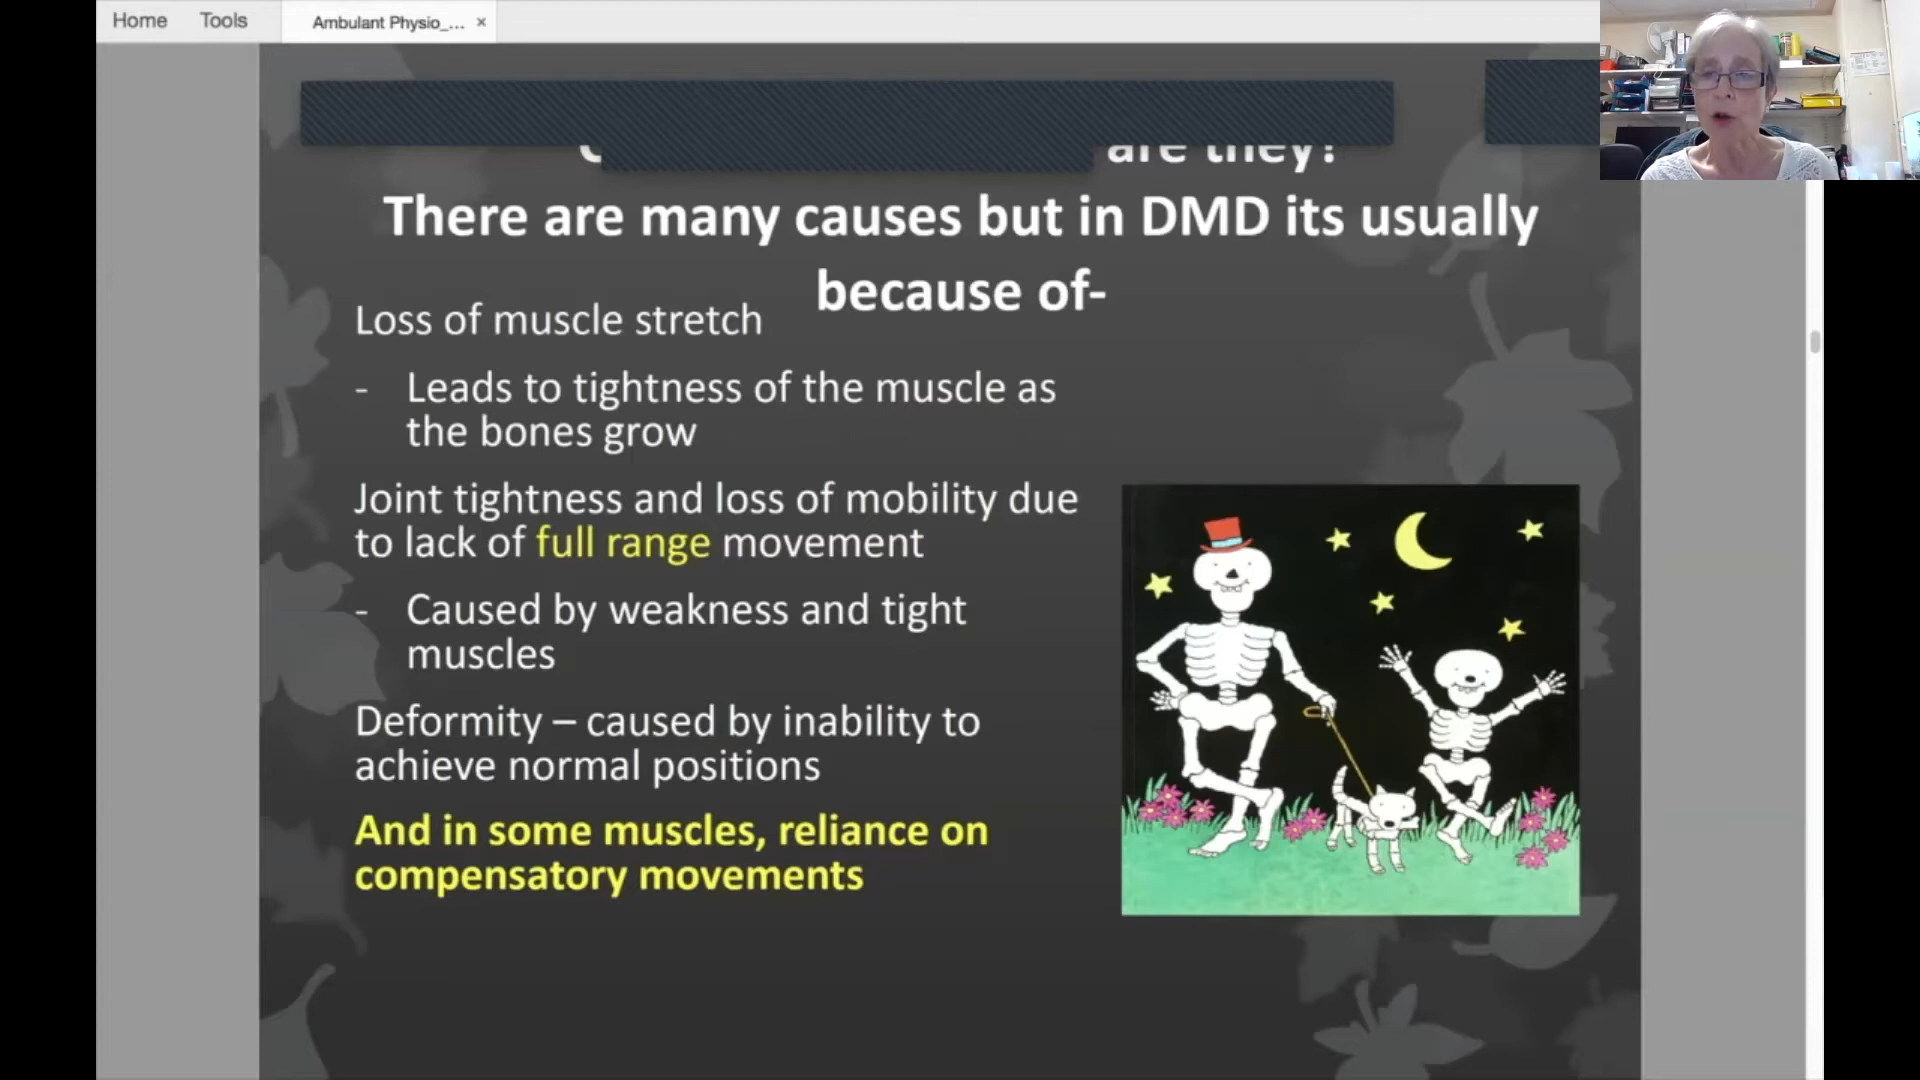 Home Tools Ambulant Physio_... ×
are they?
There are many causes but in DMD its usually
because of-
Loss of muscle stretch
- Leads to tightness of the muscle as
the bones grow
Joint tightness and loss of mobility due
to lack of full range movement
- Caused by weakness and tight
muscles
Deformity – caused by inability to
achieve normal positions
And in some muscles, reliance on
compensatory movements